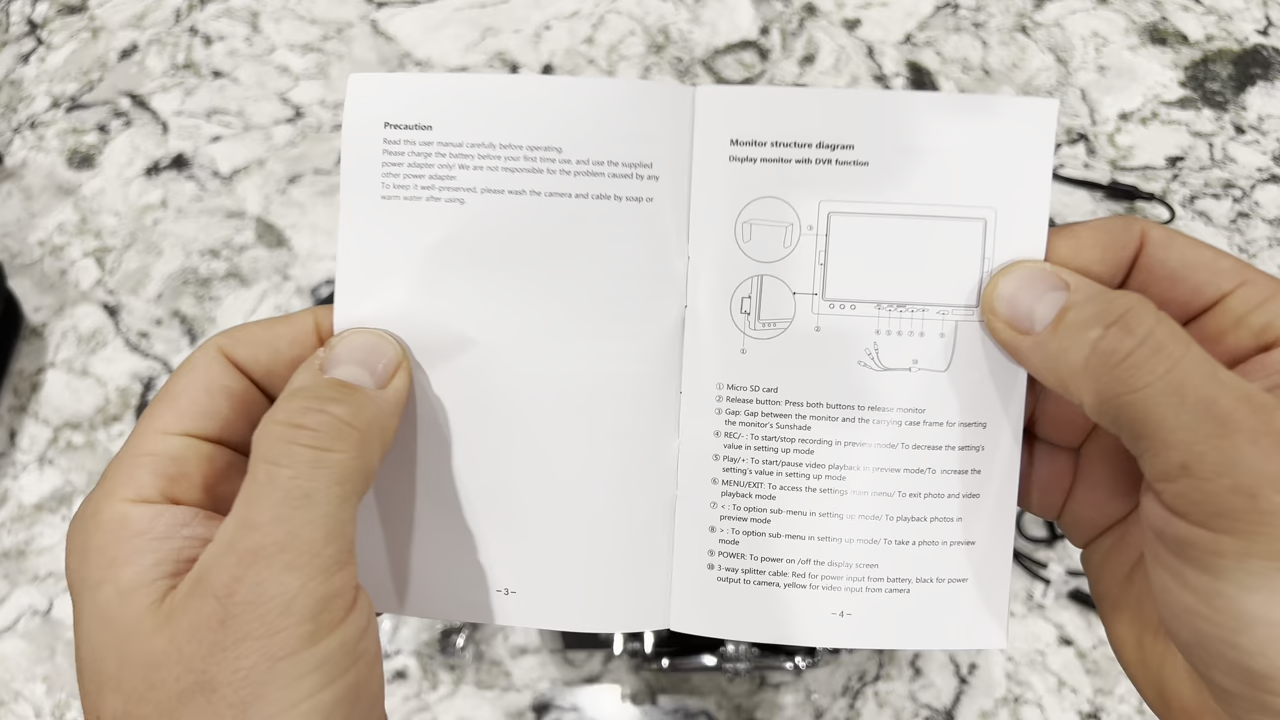 Precaution
Read this user manual carefully before operating.
Please charge the battery before your first time use, and use the supplied
power adapter only! We are not responsible for the problem caused by any
other power adapter.
To keep it well-preserved, please wash the camera and cable by soap or
warm water after using.
—3—
Monitor structure diagram
Display monitor with DVR function
③
②
①
④ ⑤ ⑥ ⑦ ⑧ ⑨
⑩
① Micro SD card
② Release button: Press both buttons to release monitor
③ Gap: Gap between the monitor and the carrying case frame for inserting
the monitor's Sunshade
④ REC/- : To start/stop recording in preview mode/ To decrease the setting's
value in setting up mode
⑤ Play/+: To start/pause video playback in preview mode/To increase the
setting's value in setting up mode
⑥ MENU/EXIT: To access the settings main menu/ To exit photo and video
playback mode
⑦ < : To option sub-menu in setting up mode/ To playback photos in
preview mode
⑧ > : To option sub-menu in setting up mode/ To take a photo in preview
mode
⑨ POWER: To power on /off the display screen
⑩ 3-way splitter cable: Red for power input from battery, black for power
output to camera, yellow for video input from camera
—4—